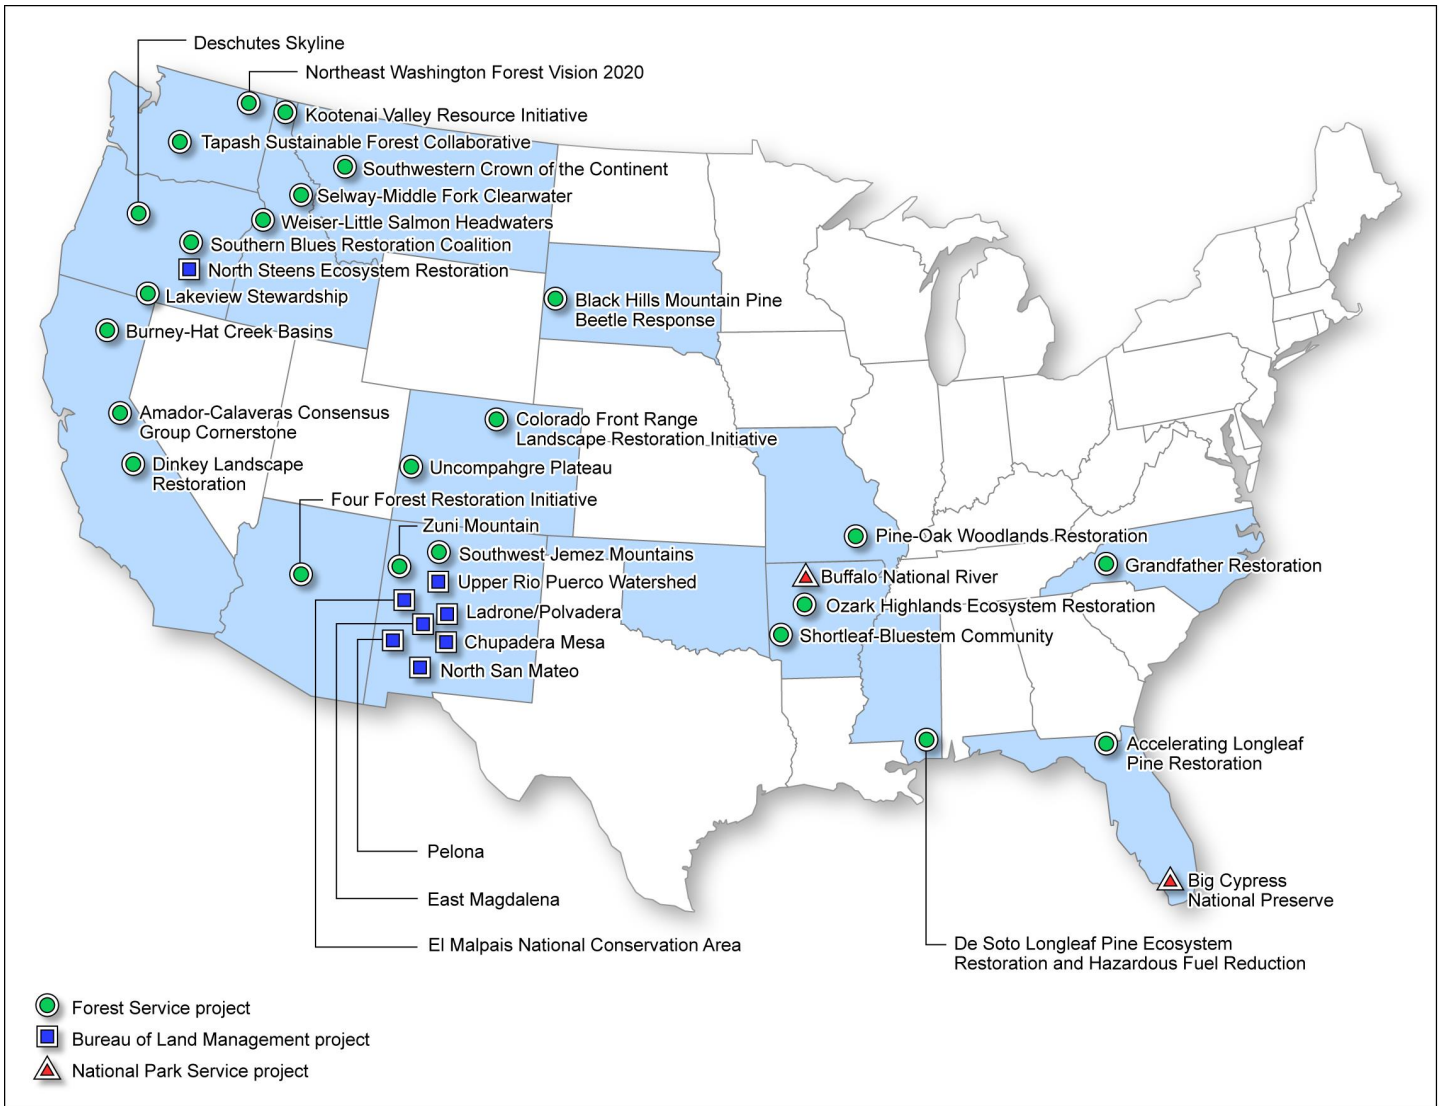 Deschutes Skyline
Northeast Washington Forest Vision 2020
Kootenai Valley Resource Initiative
Tapash Sustainable Forest Collaborative
Southwestern Crown of the Continent
Selway-Middle Fork Clearwater
Weiser-Little Salmon Headwaters
Southern Blues Restoration Coalition
North Steens Ecosystem Restoration
Lakeview Stewardship
Black Hills Mountain Pine
Beetle Response
Burney-Hat Creek Basins
Amador-Calaveras Consensus
Group Cornerstone
Colorado Front Range
Landscape Restoration Initiative
Dinkey Landscape
Restoration
Uncompahgre Plateau
Four Forest Restoration Initiative
Zuni Mountain
Pine-Oak Woodlands Restoration
Southwest Jemez Mountains
Grandfather Restoration
Upper Rio Puerco Watershed
Buffalo National River
Ladrone/Polvadera
Ozark Highlands Ecosystem Restoration
Chupadera Mesa
Shortleaf-Bluestem Community
North San Mateo
Accelerating Longleaf
Pine Restoration
Pelona
Big Cypress
National Preserve
East Magdalena
El Malpais National Conservation Area
De Soto Longleaf Pine Ecosystem
Restoration and Hazardous Fuel Reduction
Forest Service project
Bureau of Land Management project
National Park Service project